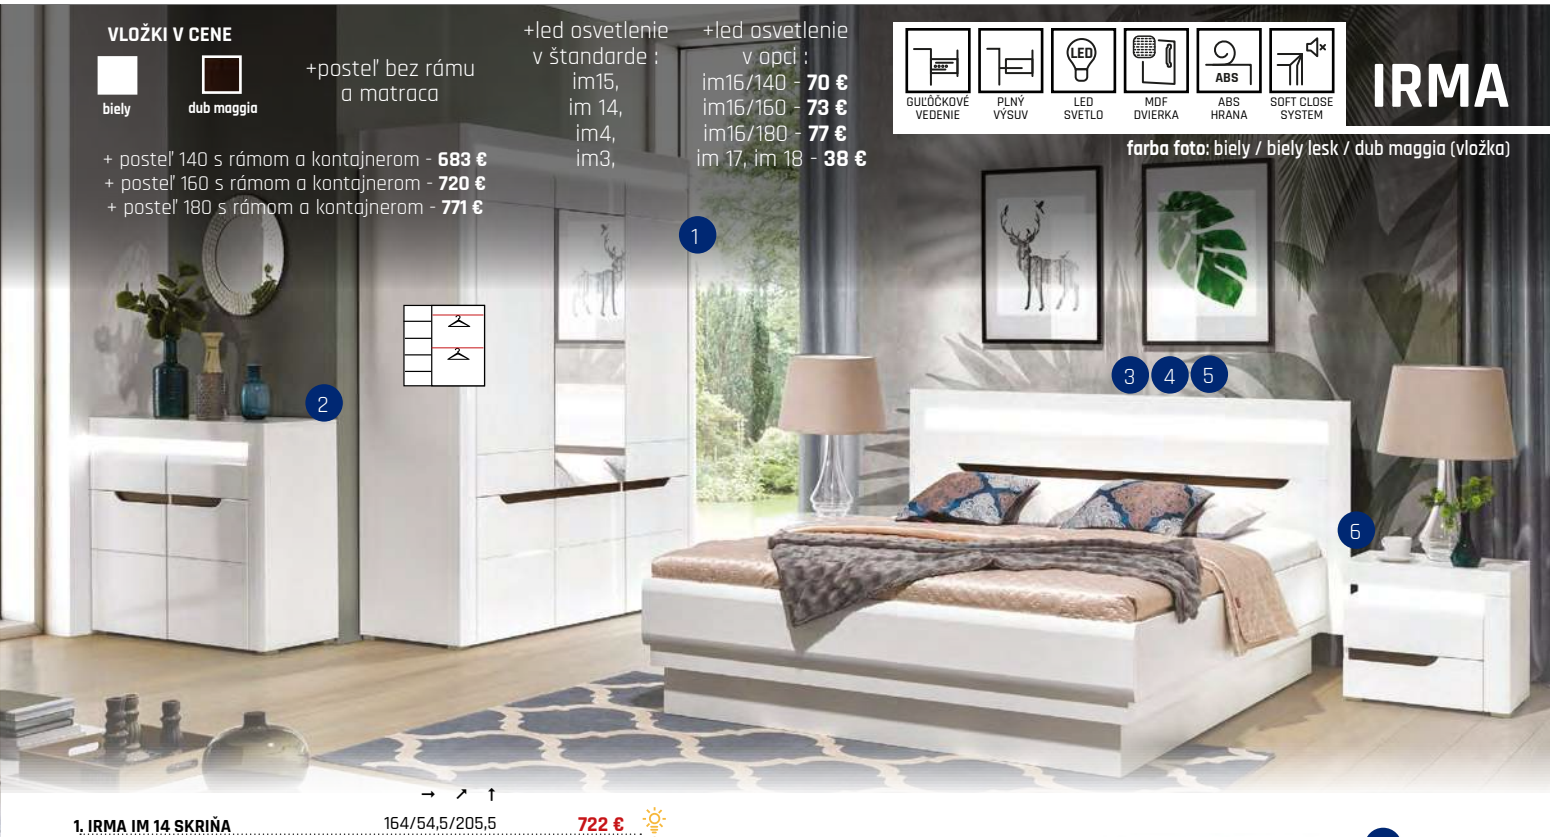 VLOŽKI V CENE
biely
dub maggia
+posteľ bez rámu
a matraca
+ posteľ 140 s rámom a kontajnerom - 683 €
+ posteľ 160 s rámom a kontajnerom - 720 €
+ posteľ 180 s rámom a kontajnerom - 771 €
+led osvetlenie
v štandarde :
im15,
im 14,
im4,
im3,
+led osvetlenie
v opci :
im16/140 - 70 €
im16/160 - 73 €
im16/180 - 77 €
im 17, im 18 - 38 €
LED
ABS
GUĽÔČKOVÉ
VEDENIE
PLNÝ
VÝSUV
LED
SVETLO
MDF
DVIERKA
ABS
HRANA
SOFT CLOSE
SYSTEM
IRMA
farba foto: biely / biely lesk / dub maggia (vložka)
1
2
3 4 5
6
→ ↗ ↑
1. IRMA IM 14 SKRIŇA 164/54,5/205,5 722 €